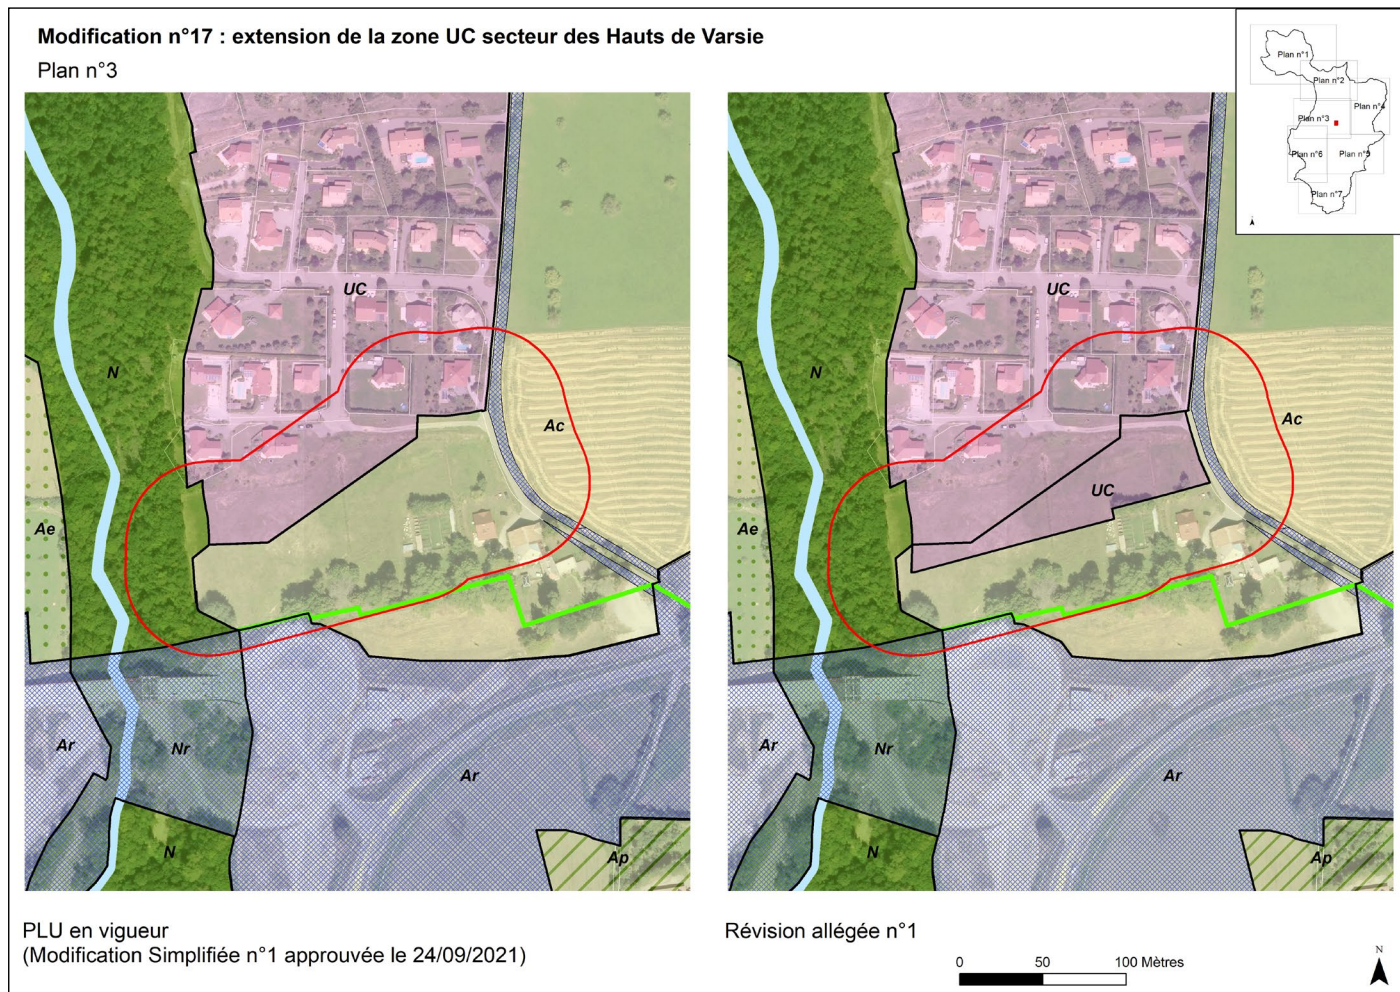 Modification n°17 : extension de la zone UC secteur des Hauts de Varsie
Plan n°3
Plan n°1
Plan n°2
Plan n°4
Plan n°3
Plan n°6
Plan n°7
UC
N
Ac
Ae
Ar
Nr
Ar
N
Ap
UC
N
Ac
UC
Ae
Ar
Nr
Ar
N
Ap
PLU en vigueur
(Modification Simplifiée n°1 approuvée le 24/09/2021)
Révision allégée n°1
0 50 100 Mètres
N